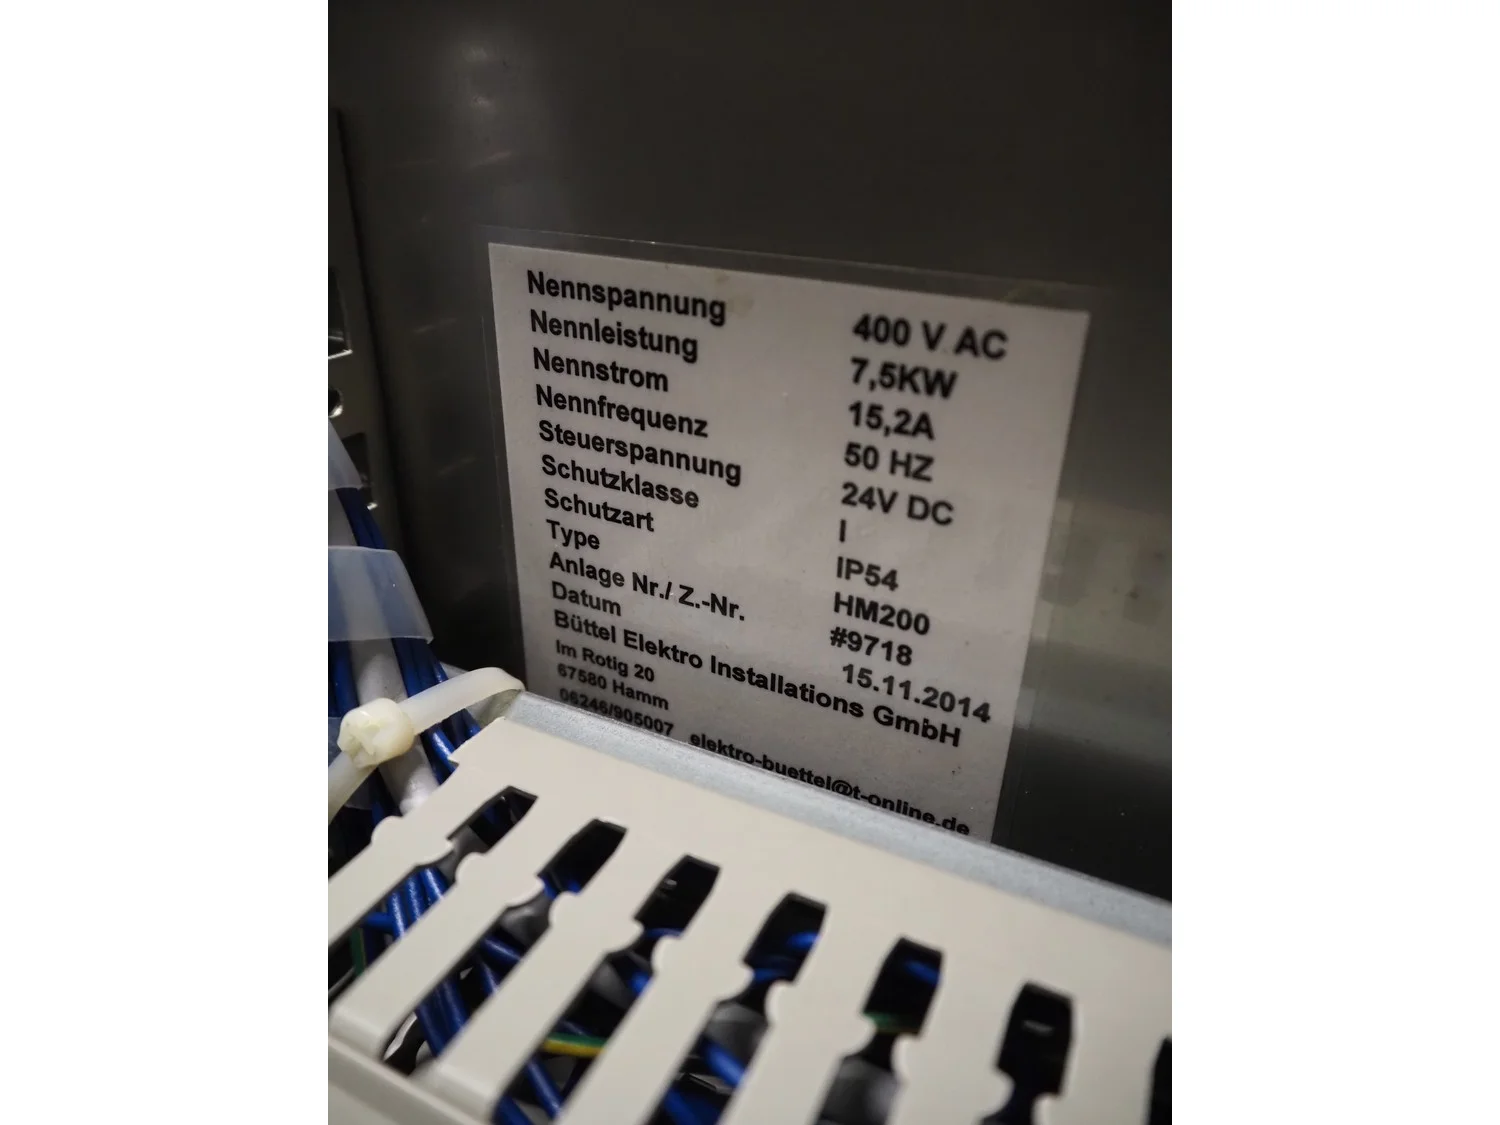 Nennspannung 400 V AC
Nennleistung 7,5KW
Nennstrom 15,2A
Nennfrequenz 50 HZ
Steuerspannung 24V DC
Schutzklasse I
Schutzart IP54
Type HM200
Anlage Nr./ Z.-Nr. #9718
Datum 15.11.2014
Büttel Elektro Installations GmbH
Im Rotig 20
67580 Hamm
06246/905007 elektro-buettel@t-online.de